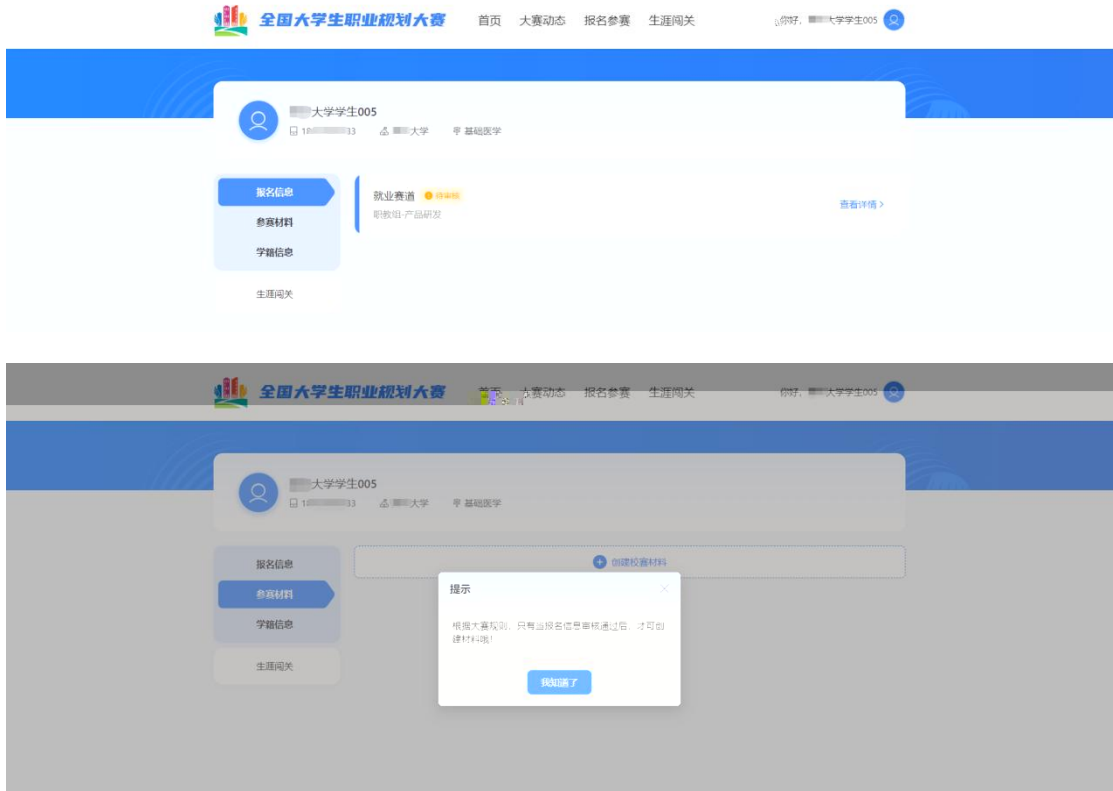 全国大学生职业规划大赛 首页 大赛动态 报名参赛 生涯闯关 你好, 大学学生005
大学学生005
18 33 大学 基础医学
报名信息
就业赛道 待审核
查看详情 >
职教组-产品研发
参赛材料
学籍信息
生涯闯关
全国大学生职业规划大赛 首页 大赛动态 报名参赛 生涯闯关 你好, 大学学生005
大学学生005
18 33 大学 基础医学
报名信息
创建校赛材料
参赛材料
学籍信息
生涯闯关
提示
根据大赛规则,只有当报名信息审核通过后,才可创
建材料哦!
我知道了